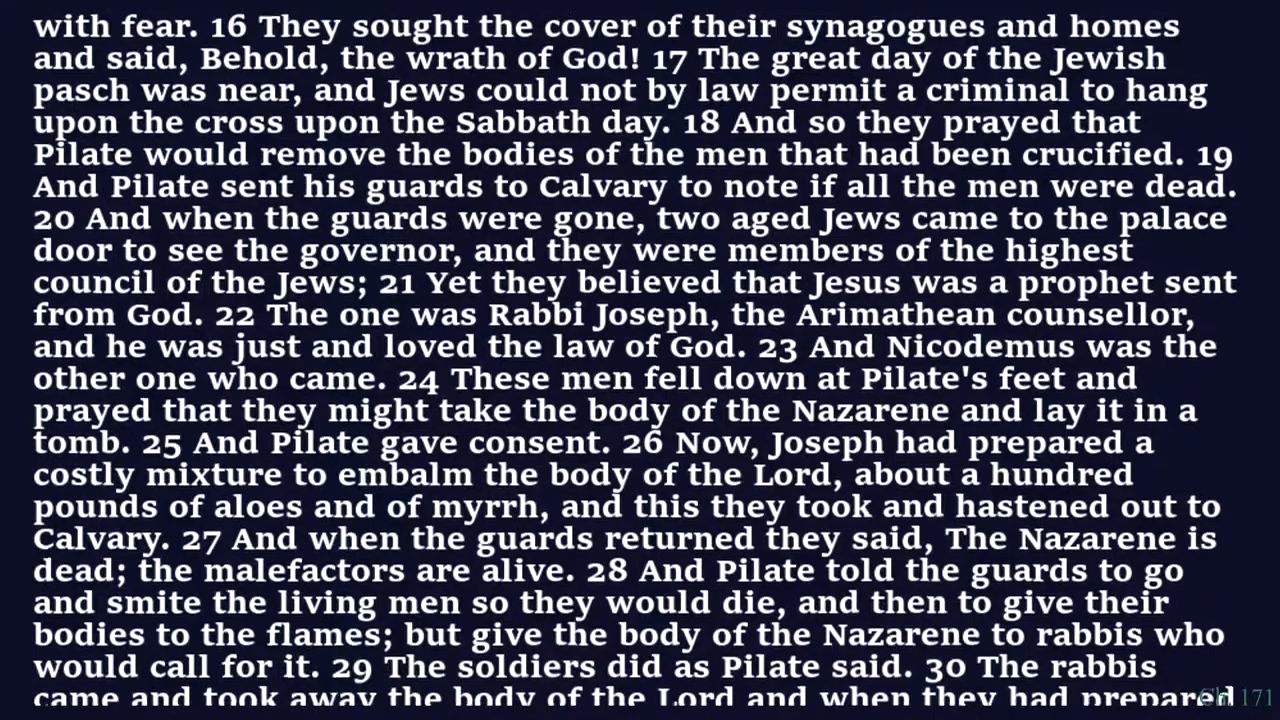 with fear. 16 They sought the cover of their synagogues and homes
and said, Behold, the wrath of God! 17 The great day of the Jewish
pasch was near, and Jews could not by law permit a criminal to hang
upon the cross upon the Sabbath day. 18 And so they prayed that
Pilate would remove the bodies of the men that had been crucified. 19
And Pilate sent his guards to Calvary to note if all the men were dead.
20 And when the guards were gone, two aged Jews came to the palace
door to see the governor, and they were members of the highest
council of the Jews; 21 Yet they believed that Jesus was a prophet sent
from God. 22 The one was Rabbi Joseph, the Arimathean counsellor,
and he was just and loved the law of God. 23 And Nicodemus was the
other one who came. 24 These men fell down at Pilate's feet and
prayed that they might take the body of the Nazarene and lay it in a
tomb. 25 And Pilate gave consent. 26 Now, Joseph had prepared a
costly mixture to embalm the body of the Lord, about a hundred
pounds of aloes and of myrrh, and this they took and hastened out to
Calvary. 27 And when the guards returned they said, The Nazarene is
dead; the malefactors are alive. 28 And Pilate told the guards to go
and smite the living men so they would die, and then to give their
bodies to the flames; but give the body of the Nazarene to rabbis who
would call for it. 29 The soldiers did as Pilate said. 30 The rabbis
came and took away the body of the Lord and when they had prepared
Ch. 171